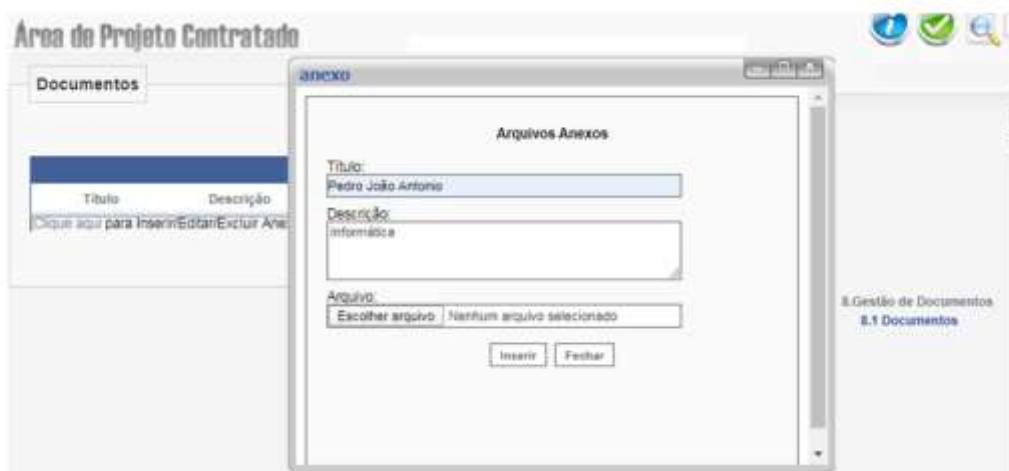 Área de Projeto Contratado
Documentos
Título Descrição
Clique aqui para Inserir/Editar/Excluir Ane
anexo
Arquivos Anexos
Título:
Pedro João Antonio
Descrição:
informática
Arquivo:
Escolher arquivo Nenhum arquivo selecionado
Inserir Fechar
8.Gestão de Documentos
8.1 Documentos